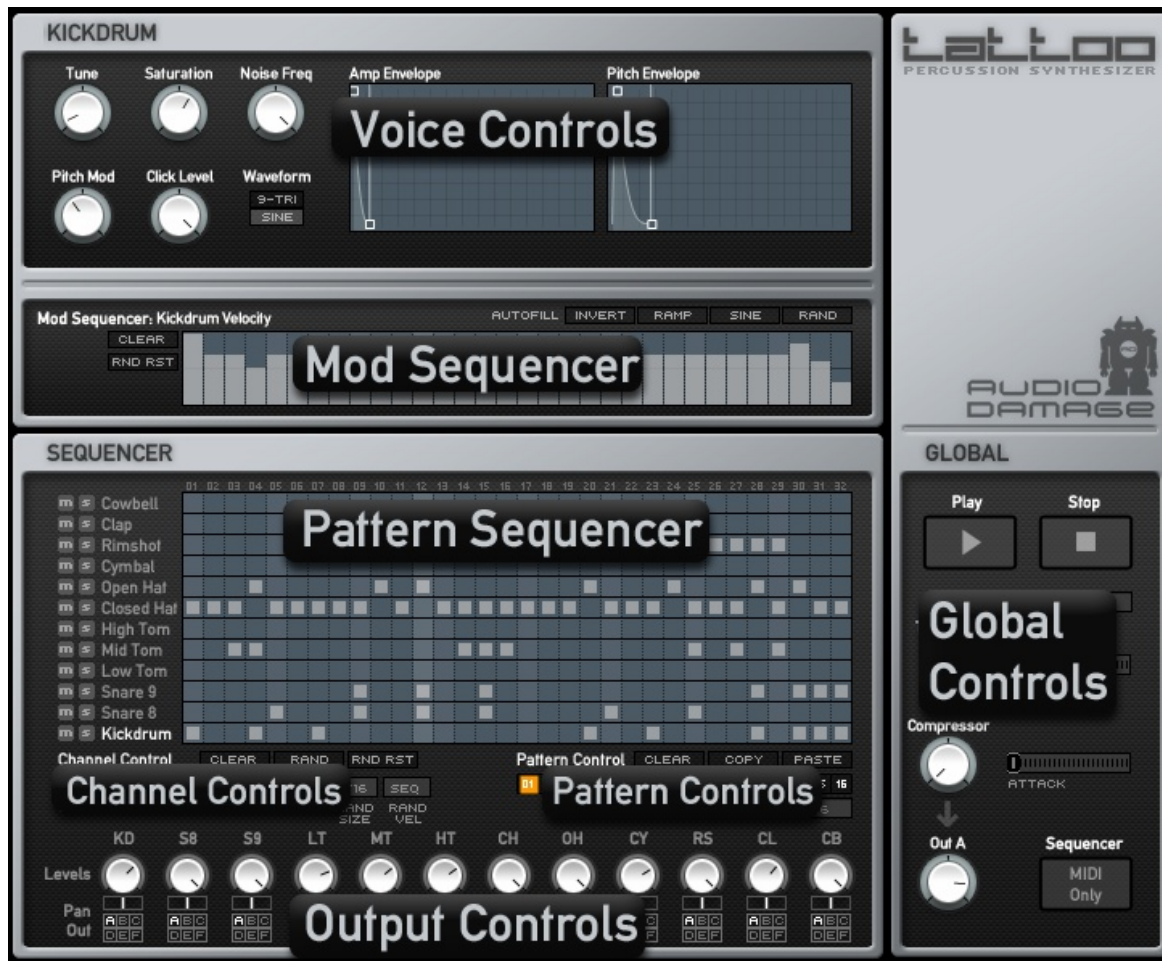 KICKDRUM
tattoo
PERCUSSION SYNTHESIZER
Tune Saturation Noise Freq Amp Envelope Pitch Envelope
Voice Controls
Pitch Mod Click Level Waveform
9-TRI
SINE
Mod Sequencer: Kickdrum Velocity AUTOFILL INVERT RAMP SINE RAND
CLEAR
RND RST
Mod Sequencer
AUDIO
DAMAGE
SEQUENCER
GLOBAL
01 02 03 04 05 06 07 08 09 10 11 12 13 14 15 16 17 18 19 20 21 22 23 24 25 26 27 28 29 30 31 32
m s Cowbell
m s Clap
m s Rimshot
m s Cymbal
m s Open Hat
m s Closed Hat
m s High Tom
m s Mid Tom
m s Low Tom
m s Snare 9
m s Snare 8
m s Kickdrum
Pattern Sequencer
Play Stop
Global
Controls
Channel Control CLEAR RAND RND RST
Pattern Control CLEAR COPY PASTE
Channel Controls
16 SEQ
SIZE
RAND
VEL
01 16
Pattern Controls
Compressor
ATTACK
KD S8 S9 LT MT HT CH OH CY RS CL CB
Levels
Pan
Out
A B C D E F
A B C D E F
A B C D E F
Output Controls
D E F
A B C D E F
A B C D E F
A B C D E F
Out A
Sequencer
MIDI
Only